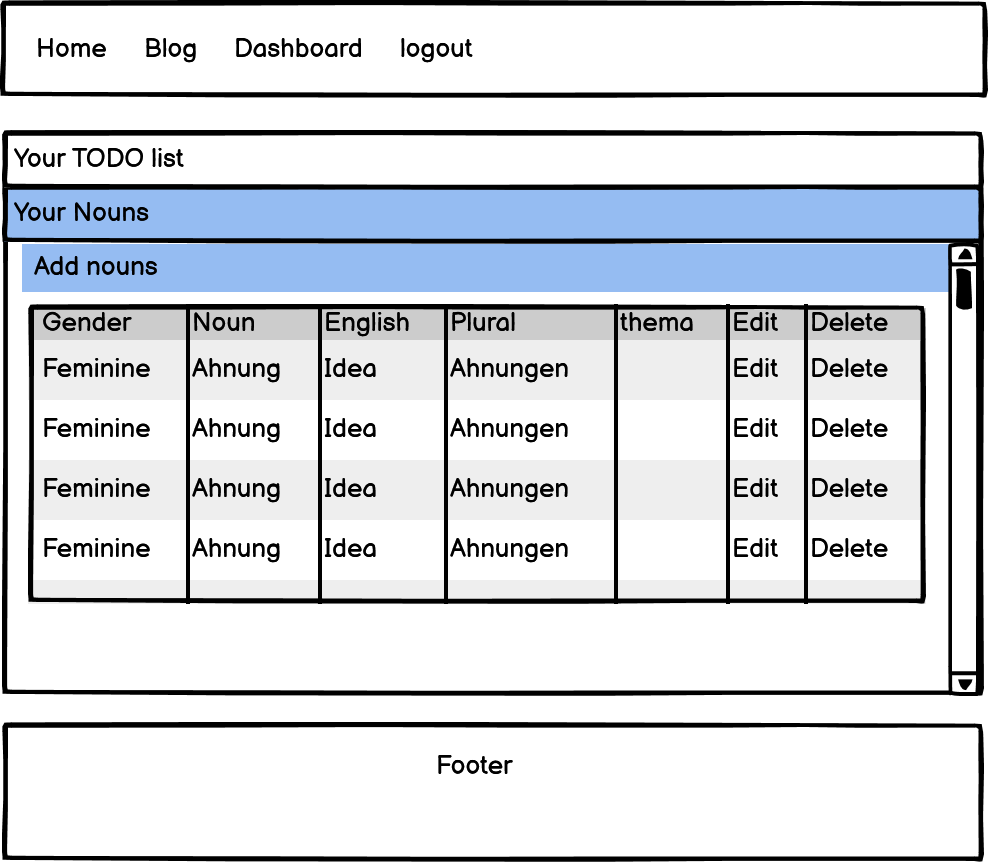 Home Blog Dashboard logout
Your TODO list
Your Nouns
Add nouns
Gender Noun English Plural thema Edit Delete
Feminine Ahnung Idea Ahnungen Edit Delete
Feminine Ahnung Idea Ahnungen Edit Delete
Feminine Ahnung Idea Ahnungen Edit Delete
Feminine Ahnung Idea Ahnungen Edit Delete
Footer